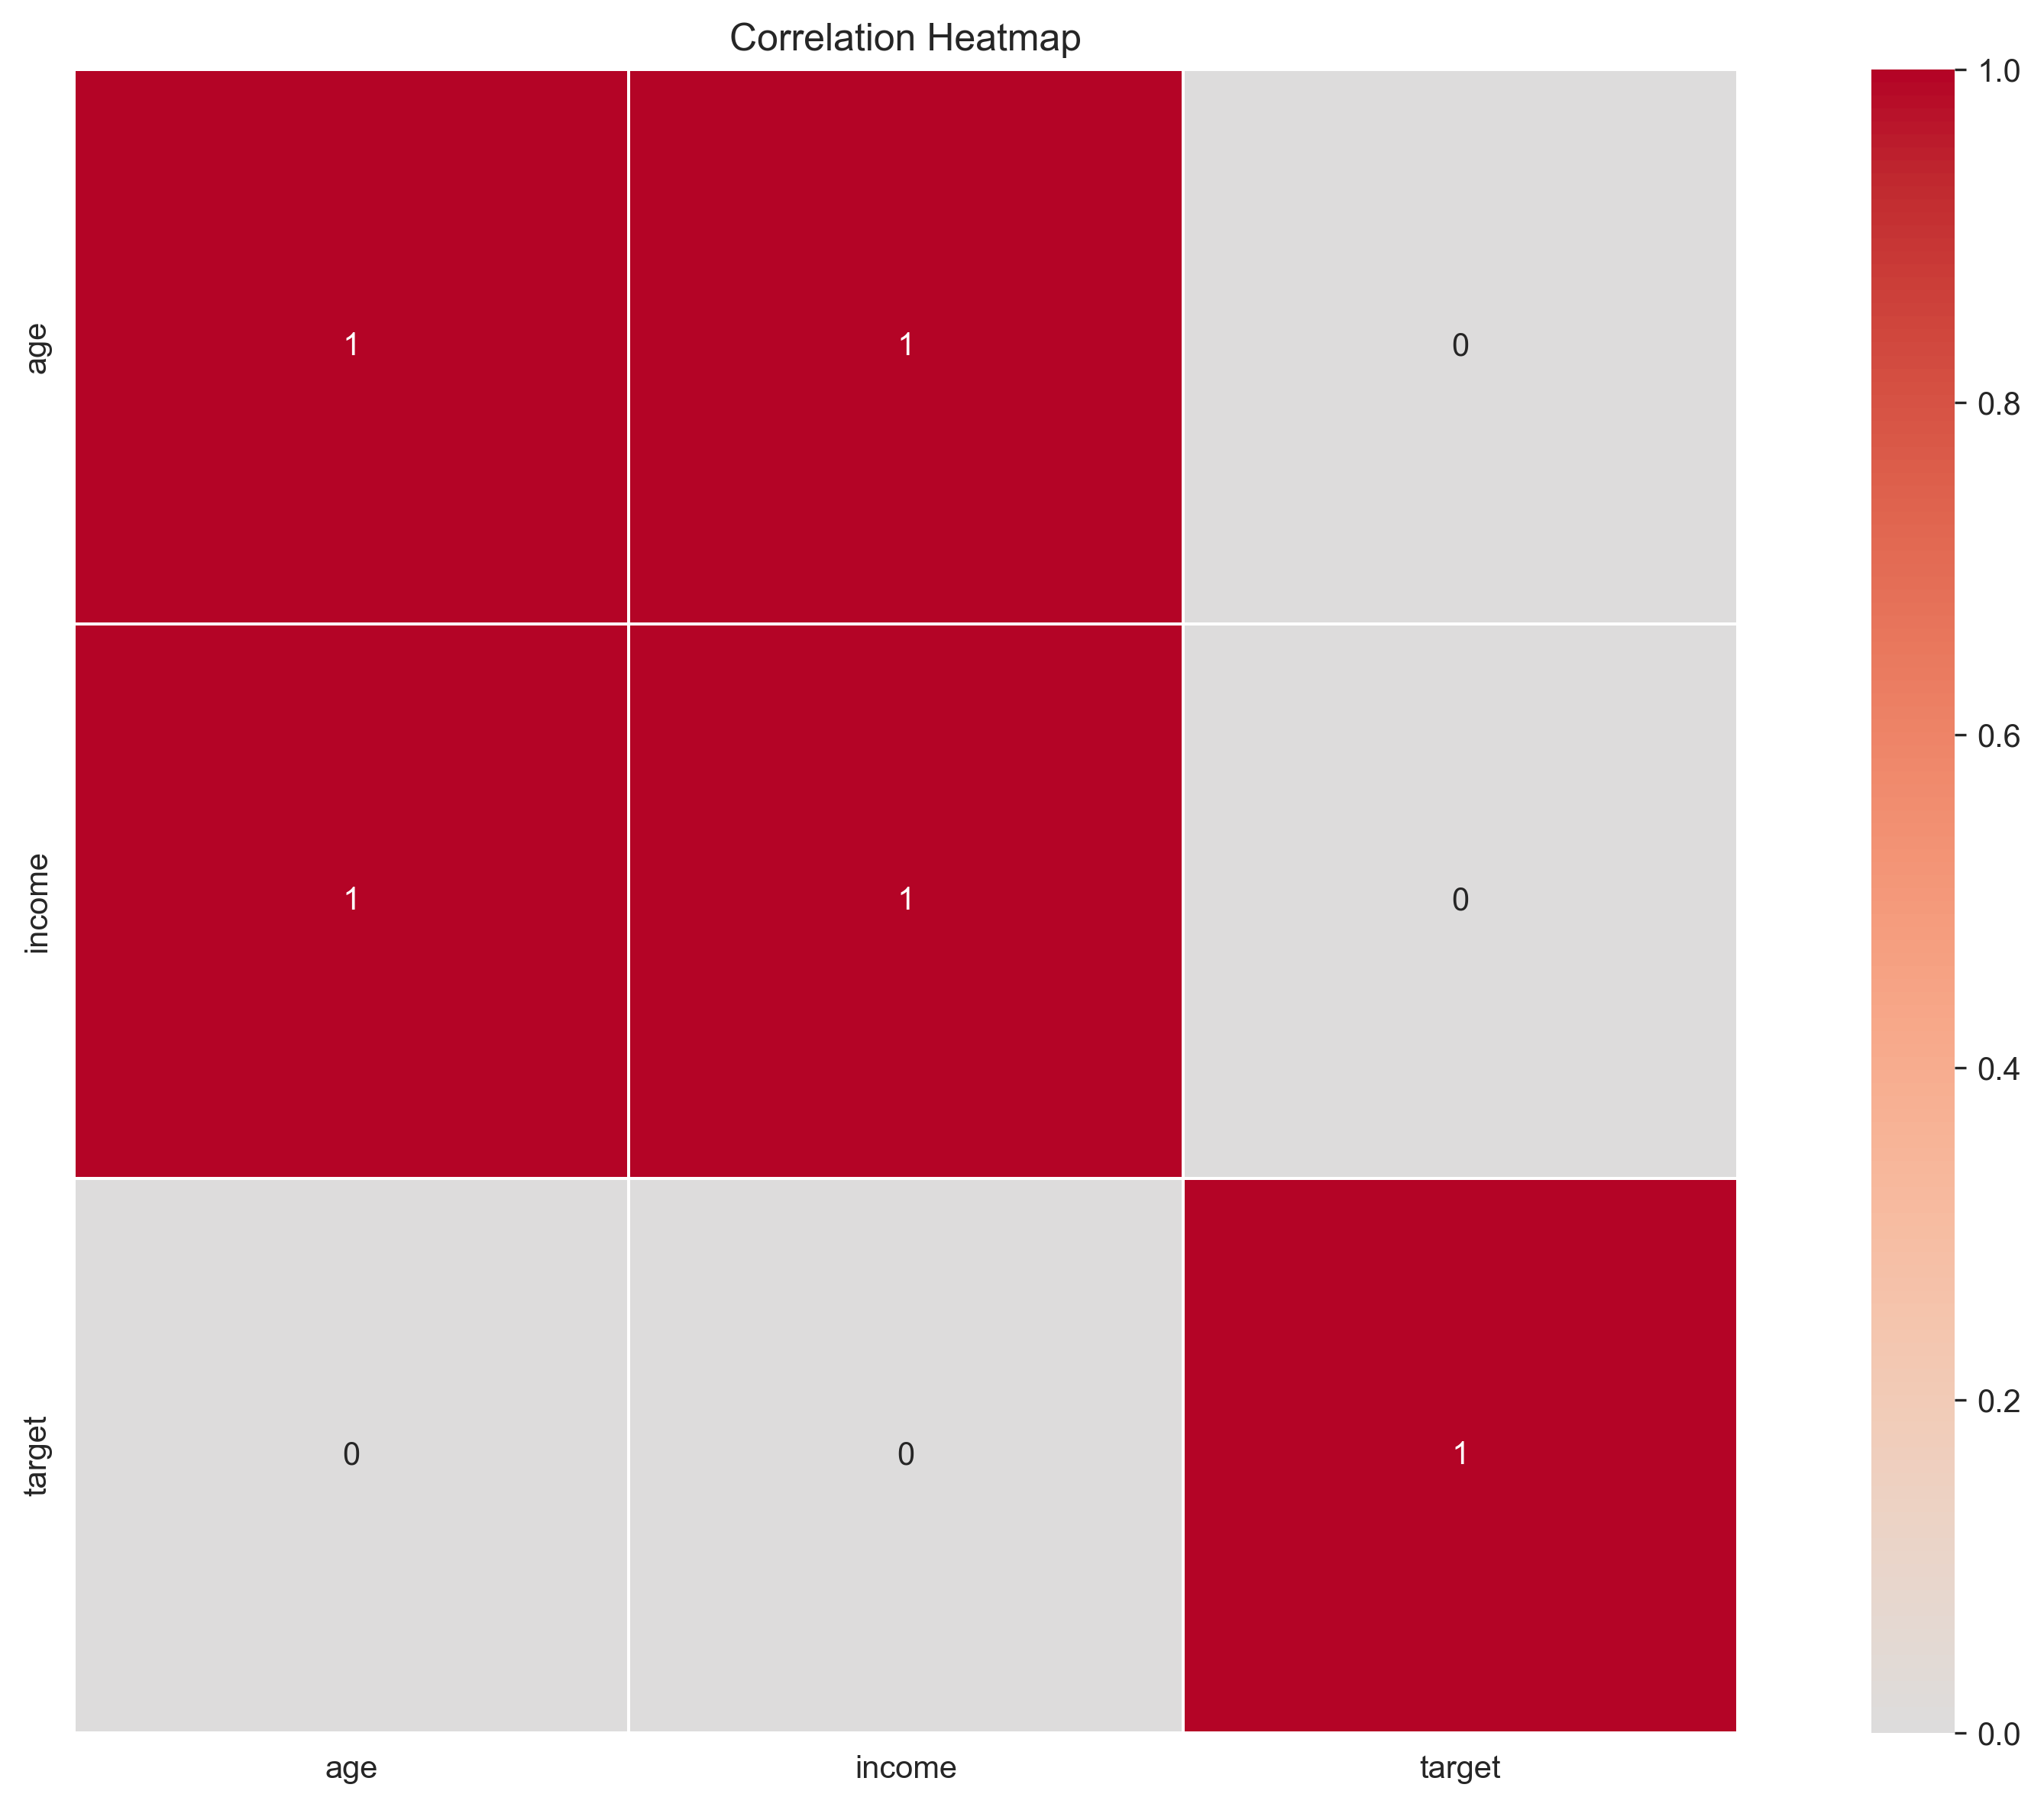 Correlation Heatmap
1.0
age 1 1 0
0.8
0.6
income 1 1 0
0.4
0.2
target 0 0 1
0.0
age income target